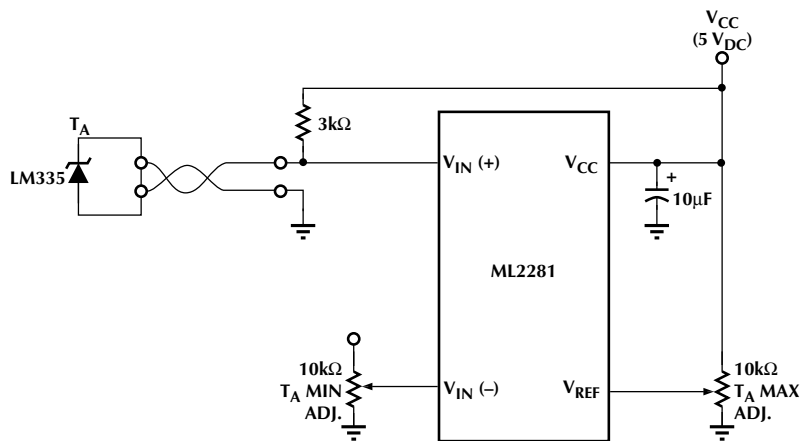 V_CC
(5 V_DC)
T_A
3kΩ
LM335
V_IN (+)
V_CC
+
10µF
ML2281
10kΩ
T_A MIN
ADJ.
V_IN (–)
V_REF
10kΩ
T_A MAX
ADJ.